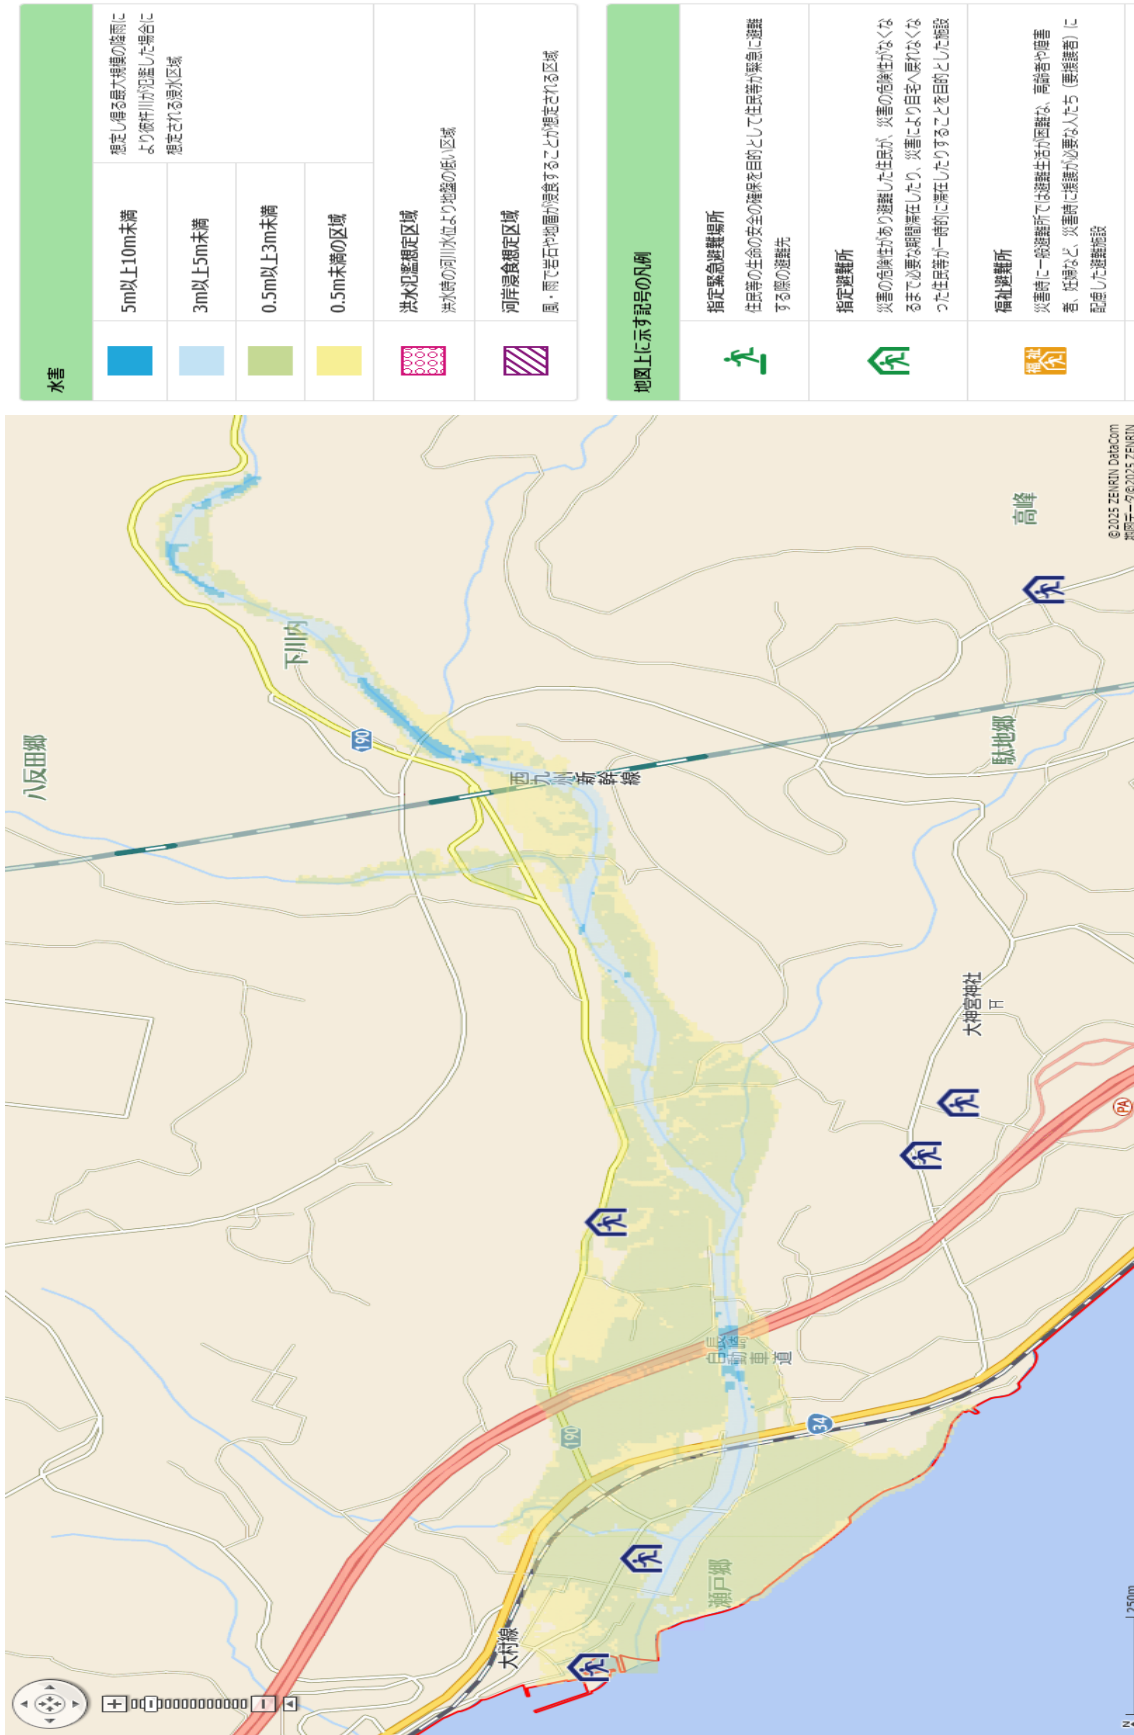 水害
5m以上10m未満
3m以上5m未満
0.5m以上3m未満
0.5m未満の区域
想定し得る最大規模の降雨に
より彼杵川が氾濫した場合に
想定される浸水区域
洪水氾濫想定区域
洪水時の河川水位より地盤の低い区域
河岸浸食想定区域
風・雨で岩石や地層が浸食することが想定される区域
地図上に示す記号の凡例
指定緊急避難場所
住民等の生命の安全の確保を目的として住民等が緊急に避難
する際の避難先
指定避難所
災害の危険性があり避難した住民が、災害の危険性がなくな
るまで必要な期間滞在したり、災害により自宅へ戻れなくな
った住民等が一時的に滞在したりすることを目的とした施設
福祉
福祉避難所
災害時に一般避難所では避難生活が困難な、高齢者や障害
者、妊婦など、災害時に援護が必要な人たち（要援護者）に
配慮した避難施設
八反田郷
下川内
190
西九州新幹線
高峰
駄地郷
大神宮神社
PA
長崎
自動車道
190
34
瀬戸郷
大村線
N
250m
©2025 ZENRIN DataCom
地図データ©2025 ZENRIN